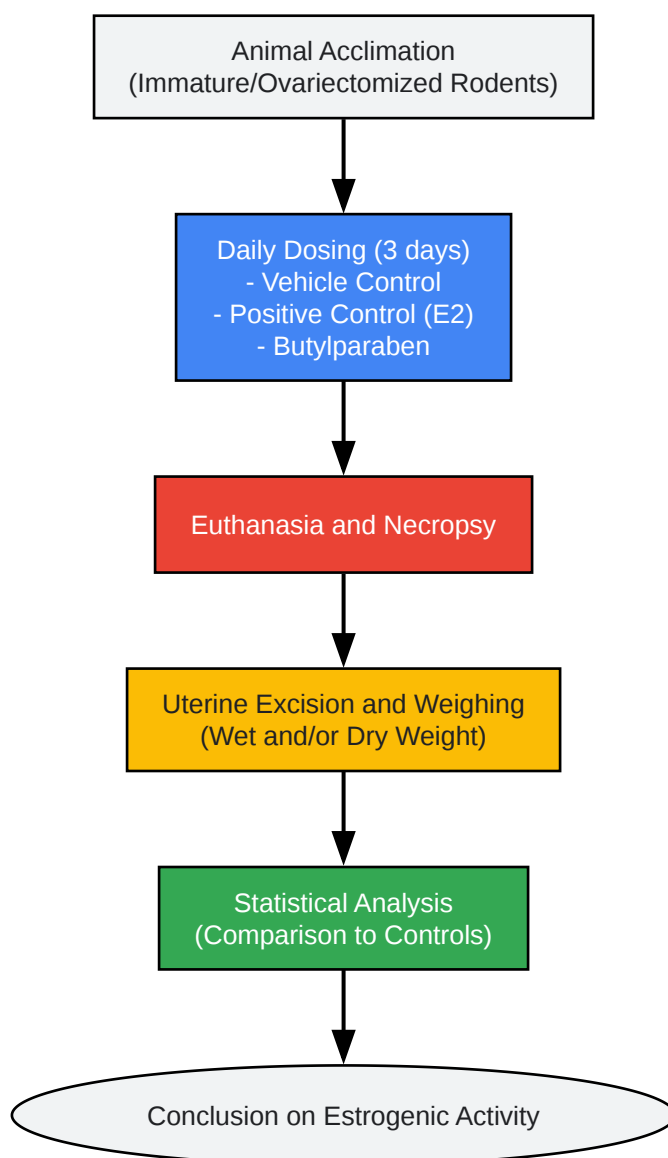 Animal Acclimation
(Immature/Ovariectomized Rodents)
Daily Dosing (3 days)
- Vehicle Control
- Positive Control (E2)
- Butylparaben
Euthanasia and Necropsy
Uterine Excision and Weighing
(Wet and/or Dry Weight)
Statistical Analysis
(Comparison to Controls)
Conclusion on Estrogenic Activity